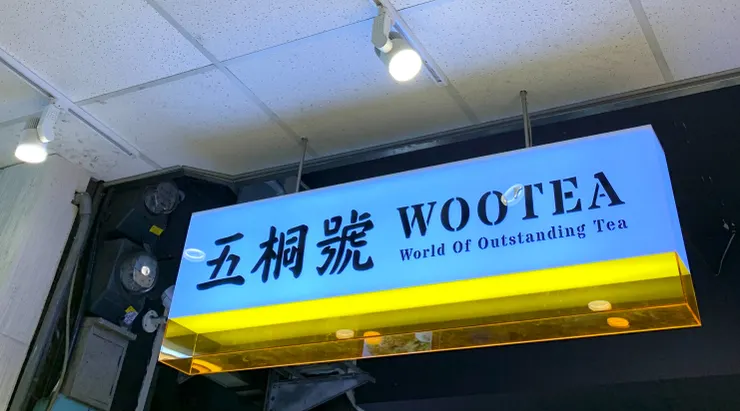 五桐號
WOOTEA
World Of Outstanding Tea